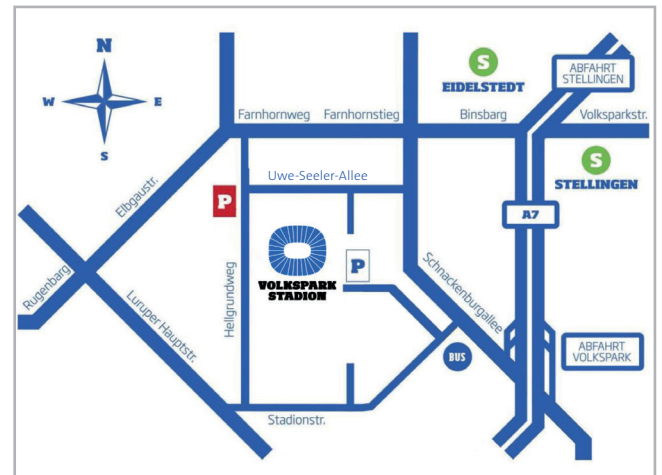 N
W
E
S
S
EIDELSTEDT
ABFAHRT
STELLINGEN
Farnhornweg
Farnhornstieg
Binsbarg
Volksparkstr.
S
STELLINGEN
Elbgaustr.
Uwe-Seeler-Allee
P
A7
P
VOLKSPARK
STADION
Hellgrundweg
Schnackenburgallee
Rugenbarg
Luruper Hauptstr.
BUS
ABFAHRT
VOLKSPARK
Stadionstr.